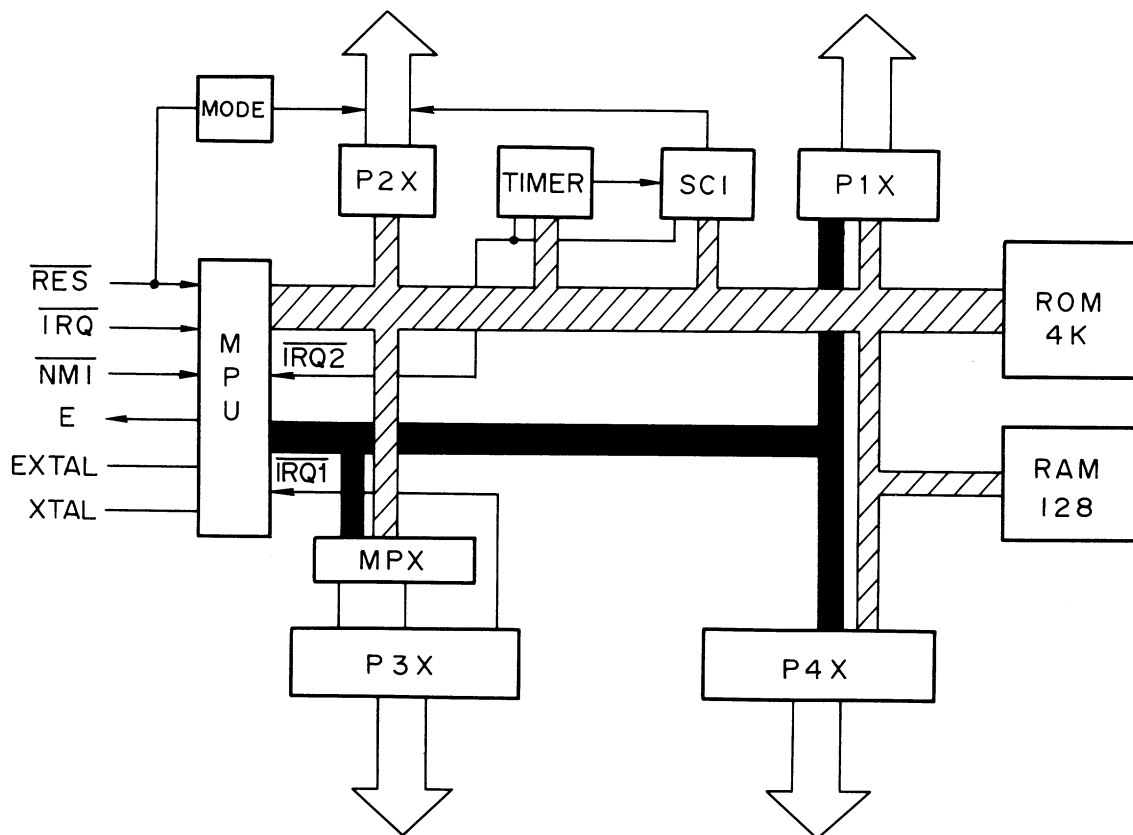 MODE
P2X
TIMER
SCI
P1X
RES
IRQ
NMI
E
EXTAL
XTAL
MPU
IRQ2
IRQ1
ROM
4K
RAM
128
MPX
P3X
P4X